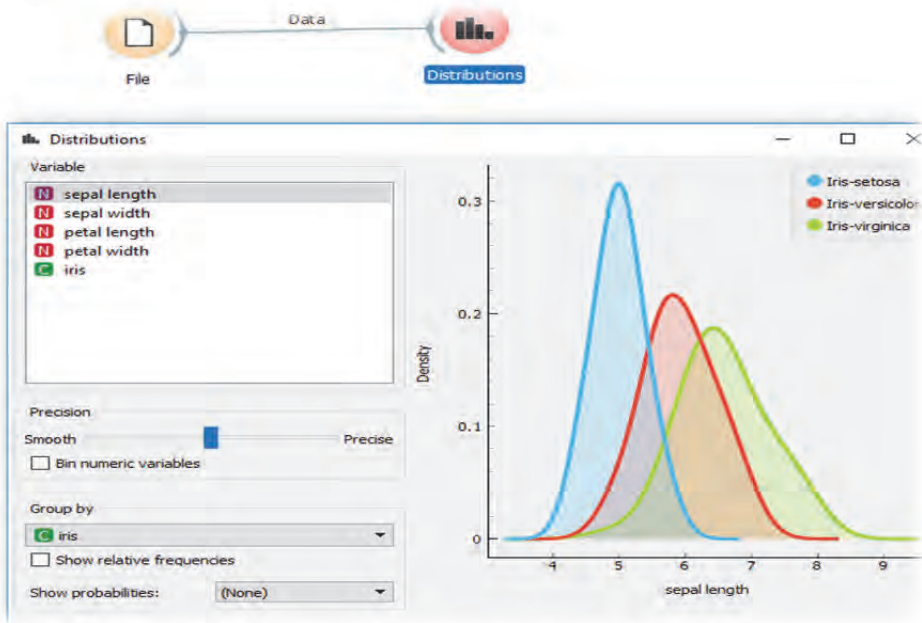 Data
File
Distributions
Distributions
Variable
N sepal length
N sepal width
N petal length
N petal width
C iris
Precision
Smooth Precise
Bin numeric variables
Group by
C iris
Show relative frequencies
Show probabilities: (None)
Iris-setosa
Iris-versicolor
Iris-virginica
0.3
0.2
0.1
0
Density
4 5 6 7 8 9
sepal length